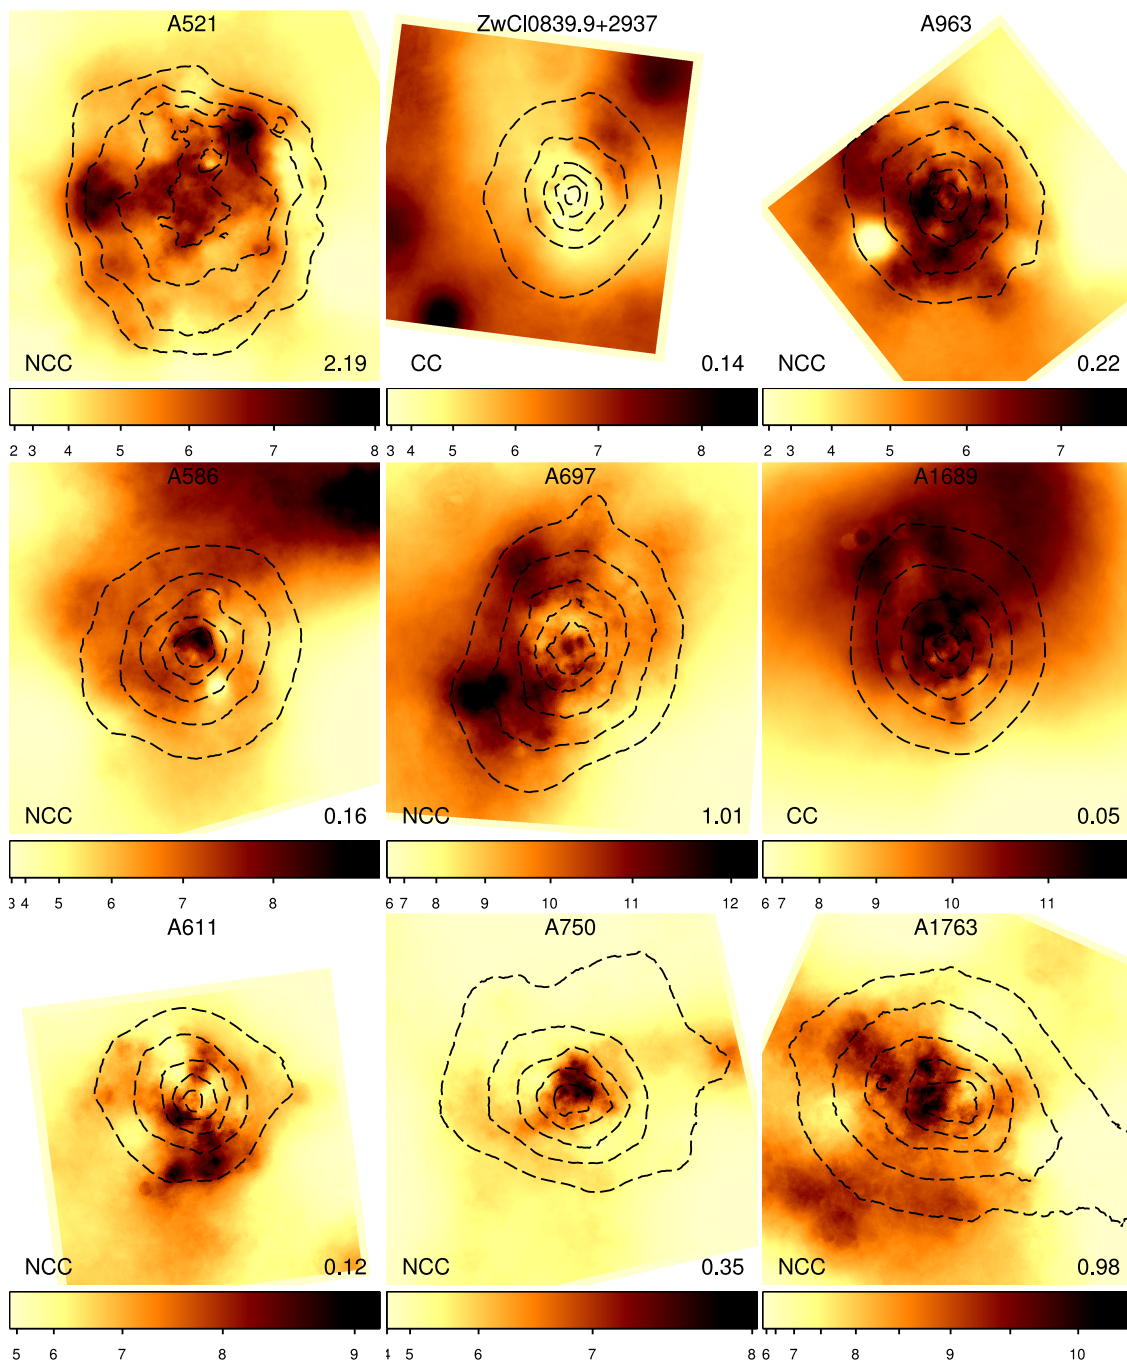 A521 ZwCl0839.9+2937 A963
NCC 2.19 CC 0.14 NCC 0.22
2 3 4 5 6 7 8 3 4 5 6 7 8 2 3 4 5 6 7
A586 A697 A1689
NCC 0.16 NCC 1.01 CC 0.05
3 4 5 6 7 8 6 7 8 9 10 11 12 6 7 8 9 10 11
A611 A750 A1763
NCC 0.12 NCC 0.35 NCC 0.98
5 6 7 8 9 4 5 6 7 8 6 7 8 9 10